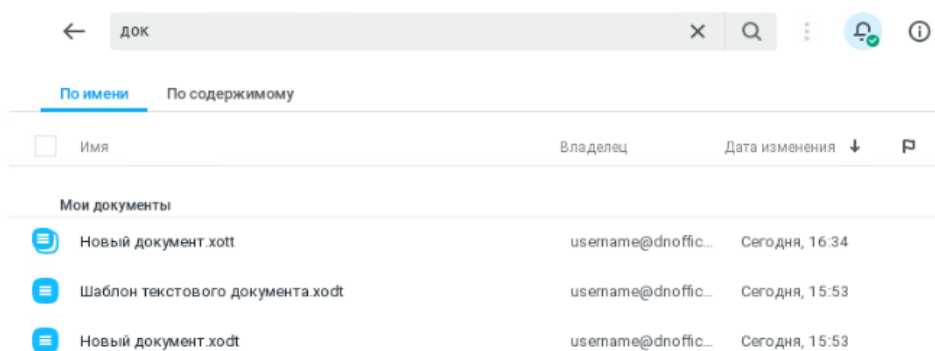 док
По имени По содержимому
Имя Владелец Дата изменения
Мои документы
Новый документ.xott username@dnoffic... Сегодня, 16:34
Шаблон текстового документа.xodt username@dnoffic... Сегодня, 15:53
Новый документ.xodt username@dnoffic... Сегодня, 15:53